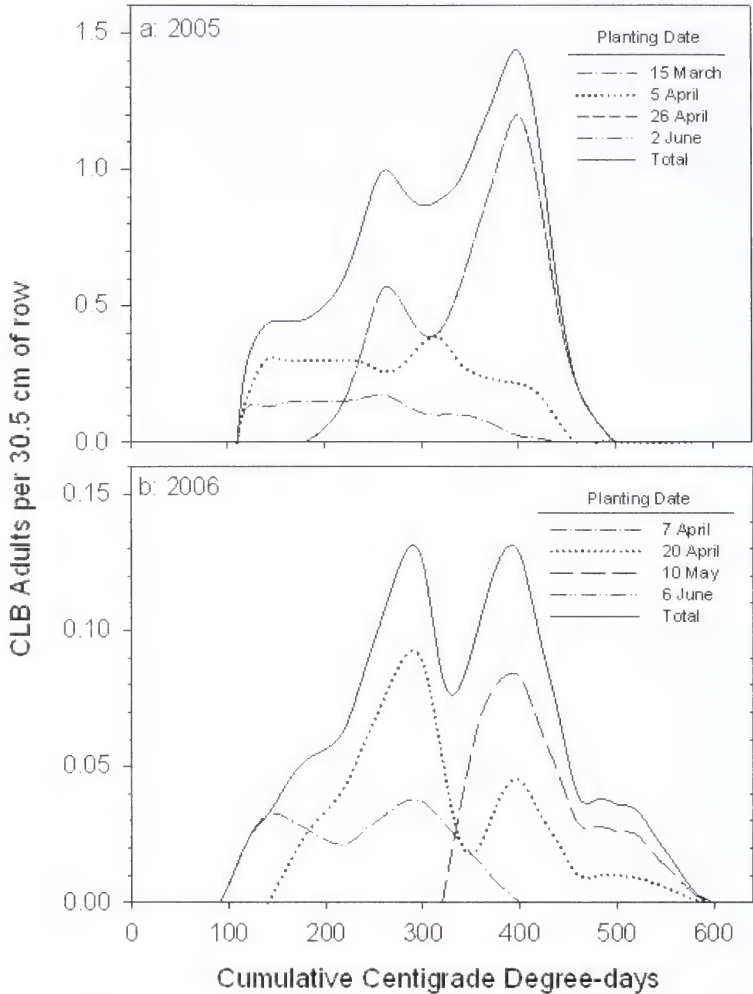 a: 2005
Planting Date
15 March
5 April
26 April
2 June
Total
1.5
1.0
0.5
0.0
CLB Adults per 30.5 cm of row
b: 2006
Planting Date
7 April
20 April
10 May
6 June
Total
0.15
0.10
0.05
0.00
0 100 200 300 400 500 600
Cumulative Centigrade Degree-days